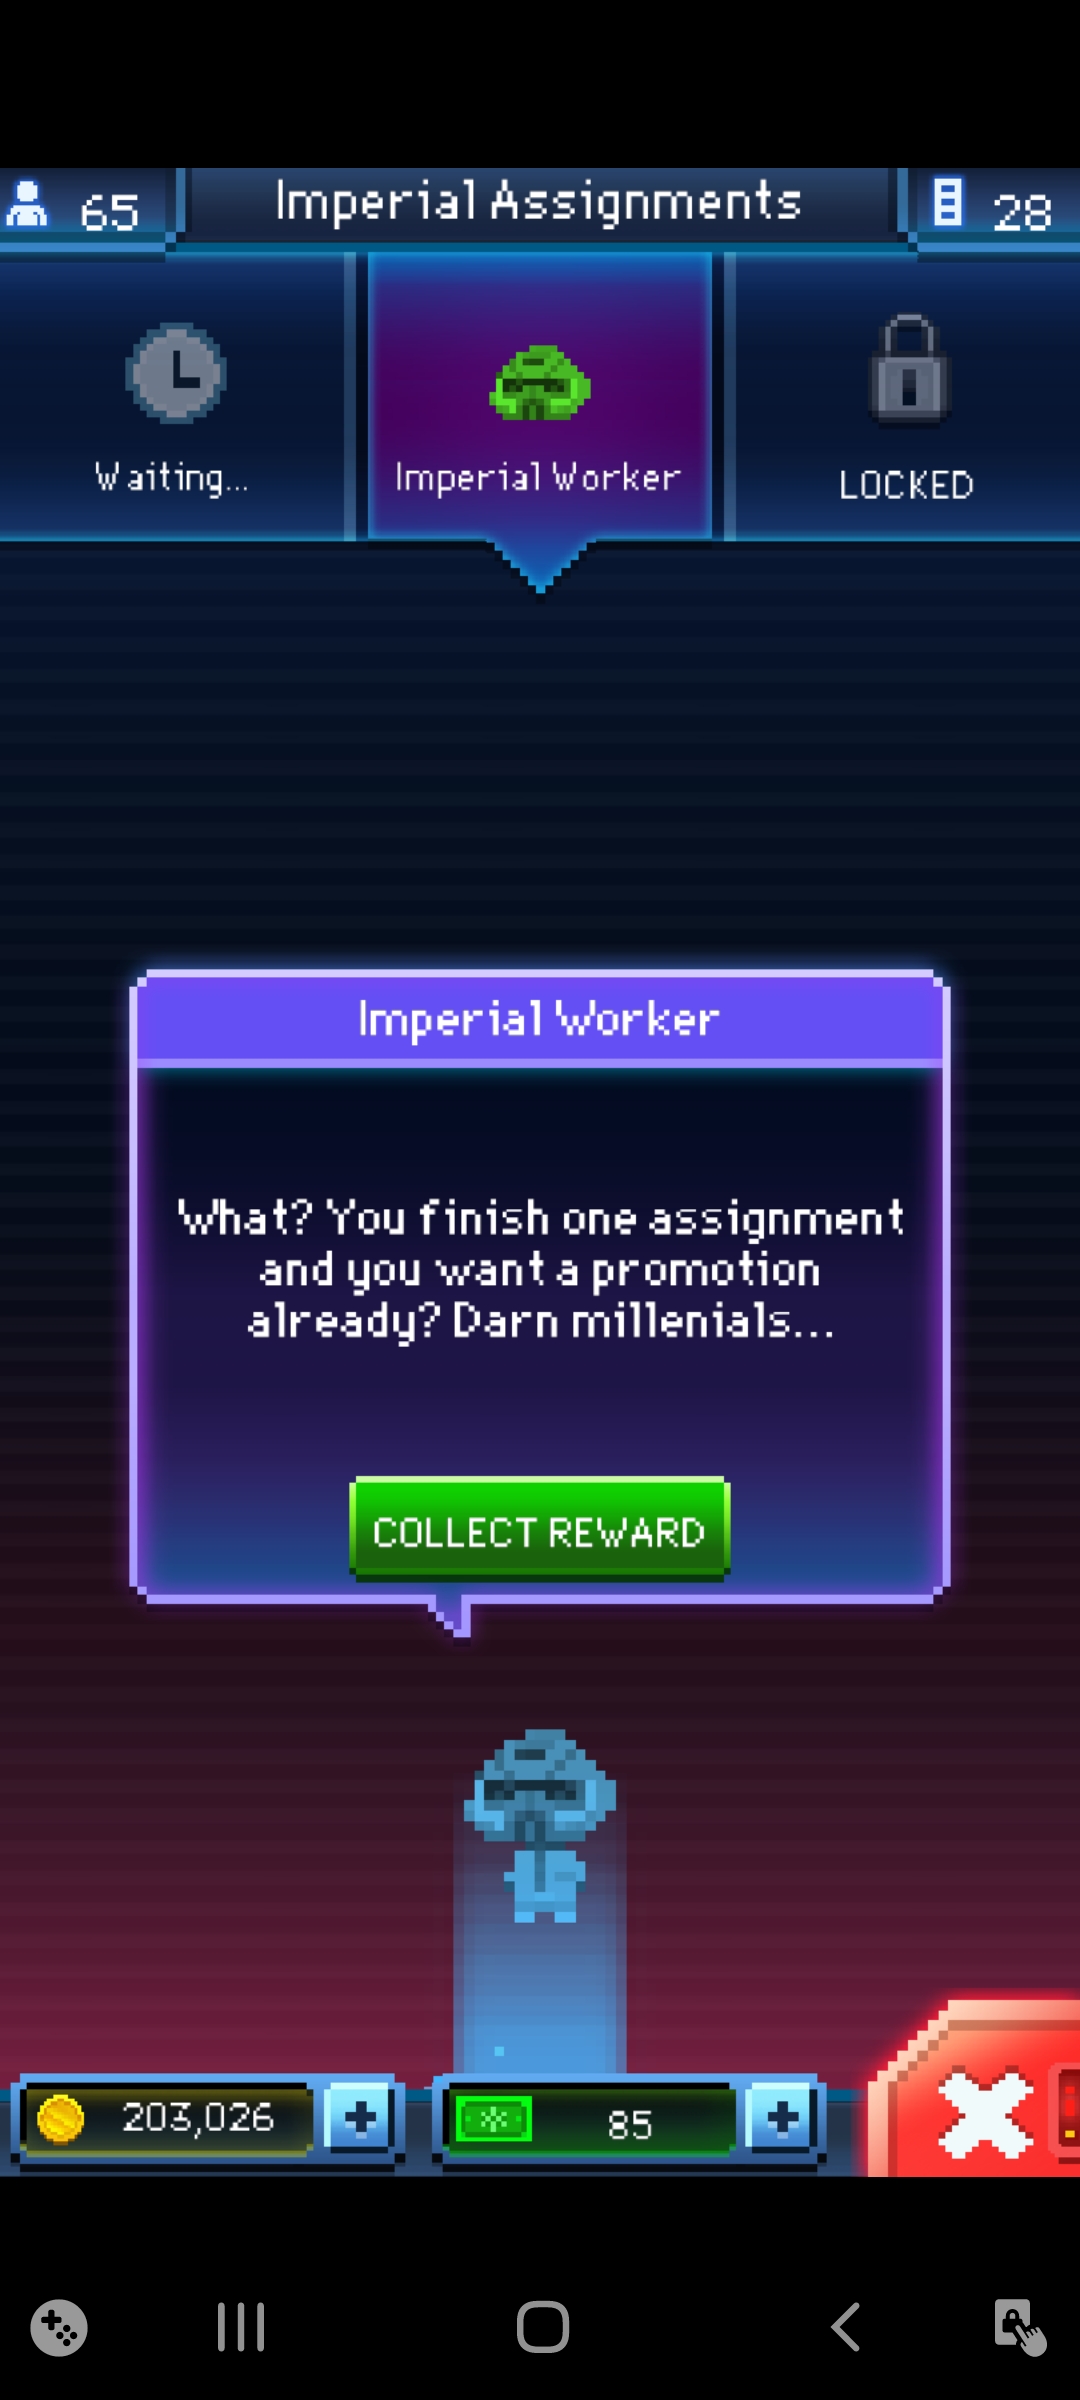 65
Imperial Assignments
28
Waiting...
Imperial Worker
LOCKED
Imperial Worker
What? You finish one assignment
and you want a promotion
already? Darn millenials...
COLLECT REWARD
203,026
85